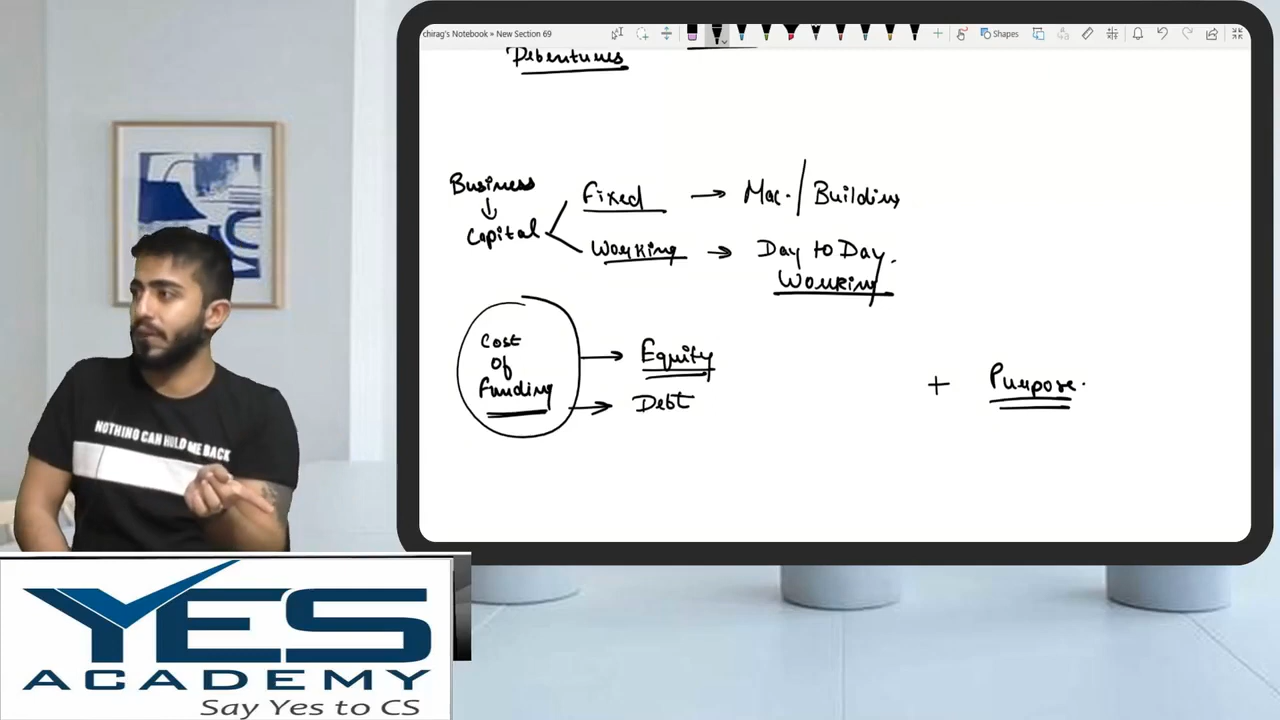 chirag's Notebook » New Section 69
Shapes
Debentures
Business
Capital
Fixed → Mac. / Building
Working → Day to Day.
Working
Cost
of
funding
→ Equity
→ Debt
+ Purpose.
NOTHING CAN HOLD ME BACK
YES
ACADEMY
Say Yes to CS